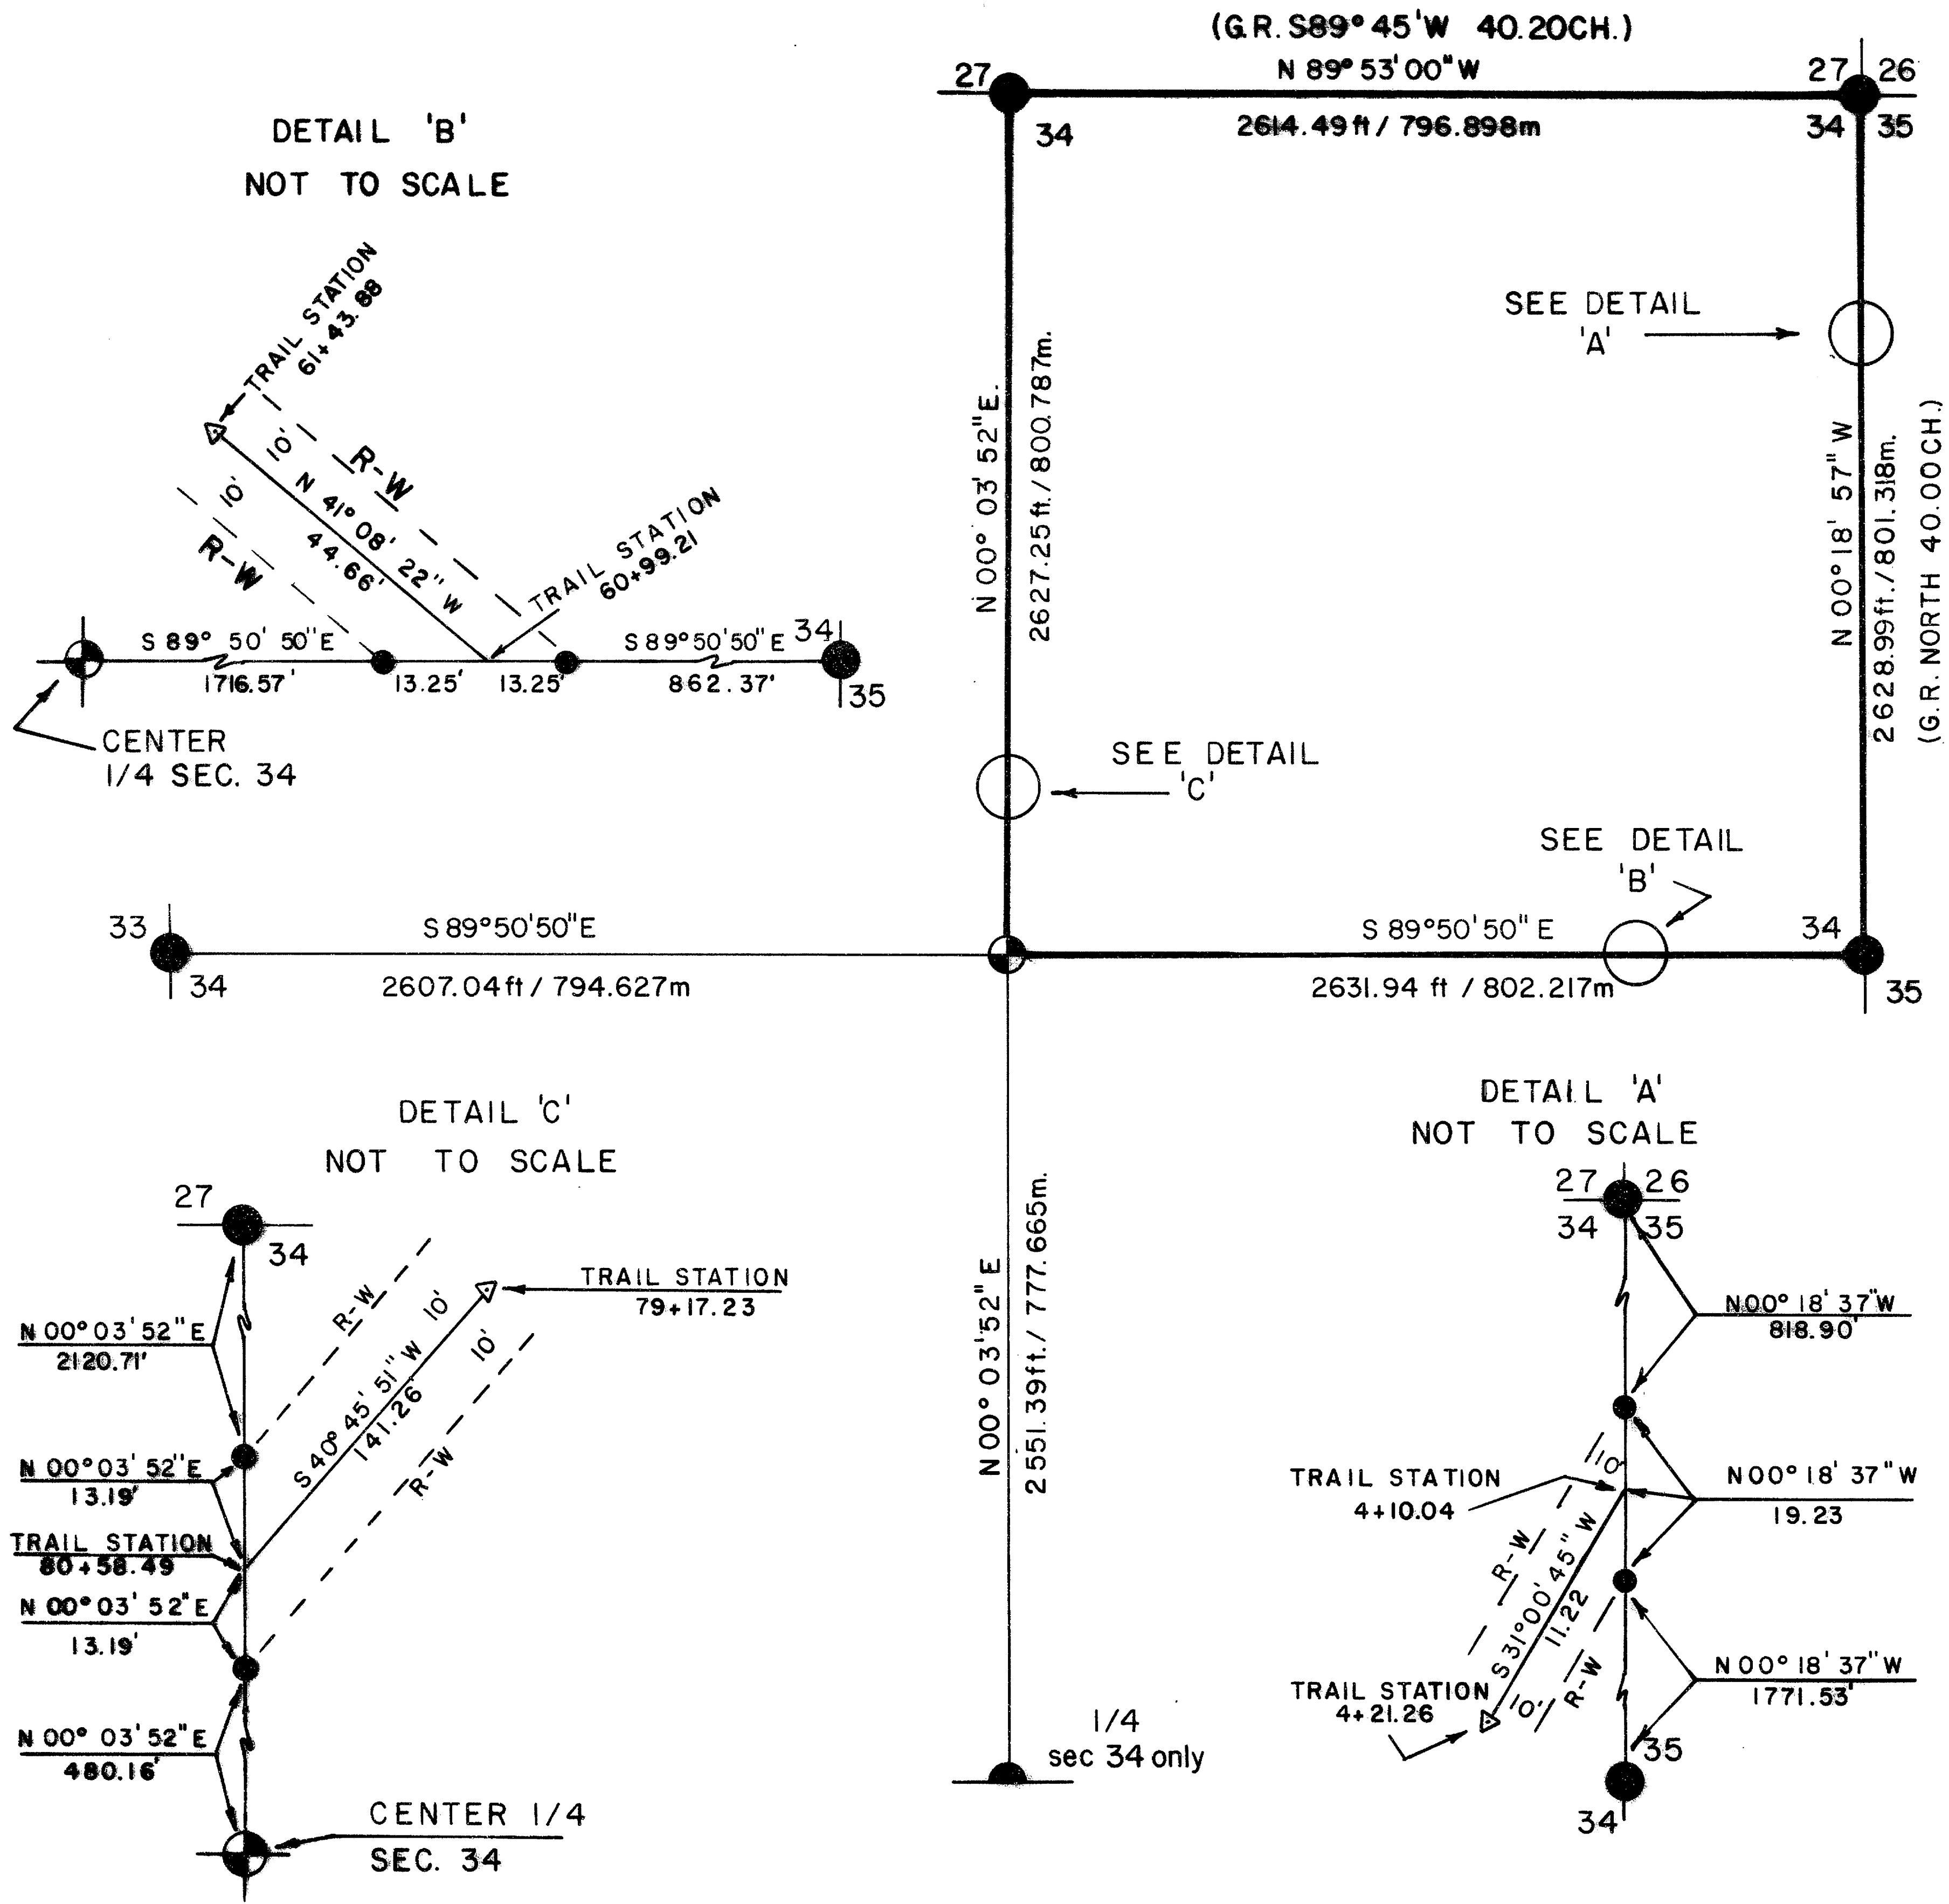 (G.R. S89° 45'W 40.20CH.)
N 89° 53' 00" W
27
27 26
34
2614.49 ft / 796.898m
34 35
DETAIL 'B'
NOT TO SCALE
TRAIL STATION
61+43.88
10'
R-W
10'
N 41° 08' 22" W
44.66'
R-W
TRAIL STATION
60+99.21
S 89° 50' 50" E
S 89° 50' 50" E
34
1716.57'
13.25'
13.25'
862.37'
35
CENTER
1/4 SEC. 34
SEE DETAIL
'A'
N 00° 03' 52" E.
2627.25 ft. / 800.787m.
N 00° 18' 57" W
2628.99 ft. / 801.318m.
(G.R. NORTH 40.00CH.)
SEE DETAIL
'C'
SEE DETAIL
'B'
33
S 89° 50' 50" E
S 89° 50' 50" E
34
34
2607.04 ft / 794.627m
2631.94 ft / 802.217m
35
N 00° 03' 52" E
2551.39 ft. / 777.665m.
1/4
sec 34 only
DETAIL 'C'
NOT TO SCALE
27
34
TRAIL STATION
79+17.23
R-W
10'
10'
N 00° 03' 52" E
2120.71'
S 40° 45' 51" W
141.26
R-W
N 00° 03' 52" E
13.19'
TRAIL STATION
80+58.49
N 00° 03' 52" E
13.19'
N 00° 03' 52" E
480.16'
CENTER 1/4
SEC. 34
DETAIL 'A'
NOT TO SCALE
27 26
34 35
N 00° 18' 37" W
818.90'
10'
TRAIL STATION
4+10.04
N 00° 18' 37" W
19.23
R-W
S 31° 00' 45" W
11.22
R-W
10'
TRAIL STATION
4+21.26
N 00° 18' 37" W
1771.53'
35
34